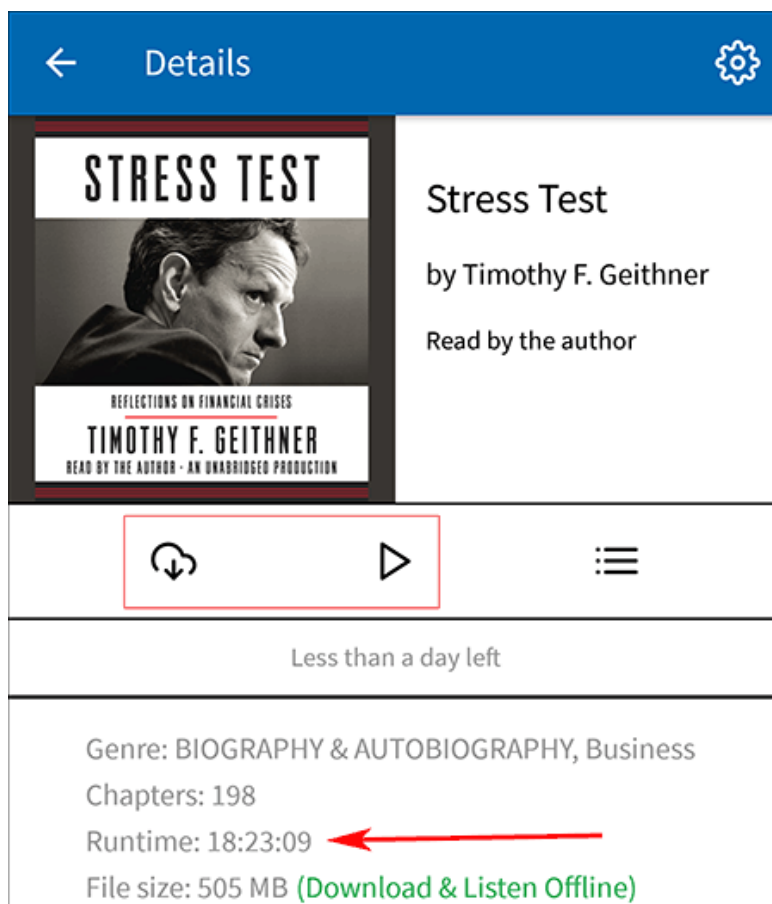 Details
STRESS TEST
REFLECTIONS ON FINANCIAL CRISES
TIMOTHY F. GEITHNER
READ BY THE AUTHOR · AN UNABRIDGED PRODUCTION
Stress Test
by Timothy F. Geithner
Read by the author
Less than a day left
Genre: BIOGRAPHY & AUTOBIOGRAPHY, Business
Chapters: 198
Runtime: 18:23:09
File size: 505 MB (Download & Listen Offline)